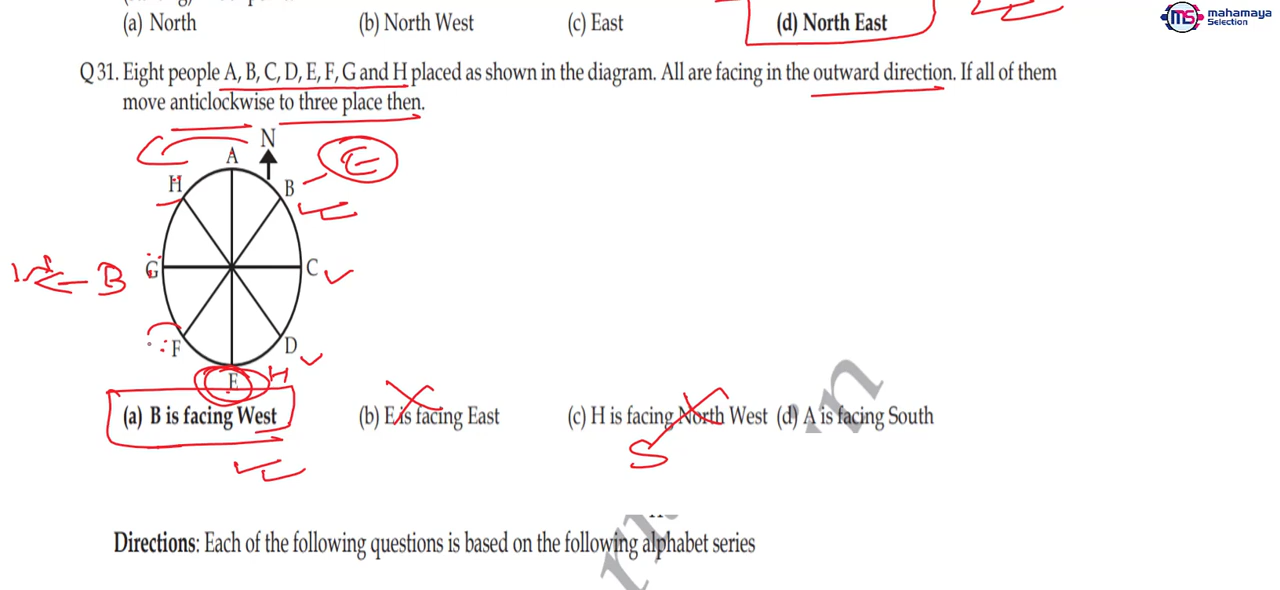 mahamaya
Selection
(a) North (b) North West (c) East (d) North East
Q 31. Eight people A, B, C, D, E, F, G and H placed as shown in the diagram. All are facing in the outward direction. If all of them
move anticlockwise to three place then.
N
A
E
H
B
G
C
B
F
D
E
H
(a) B is facing West (b) E is facing East (c) H is facing North West (d) A is facing South
S
Directions: Each of the following questions is based on the following alphabet series